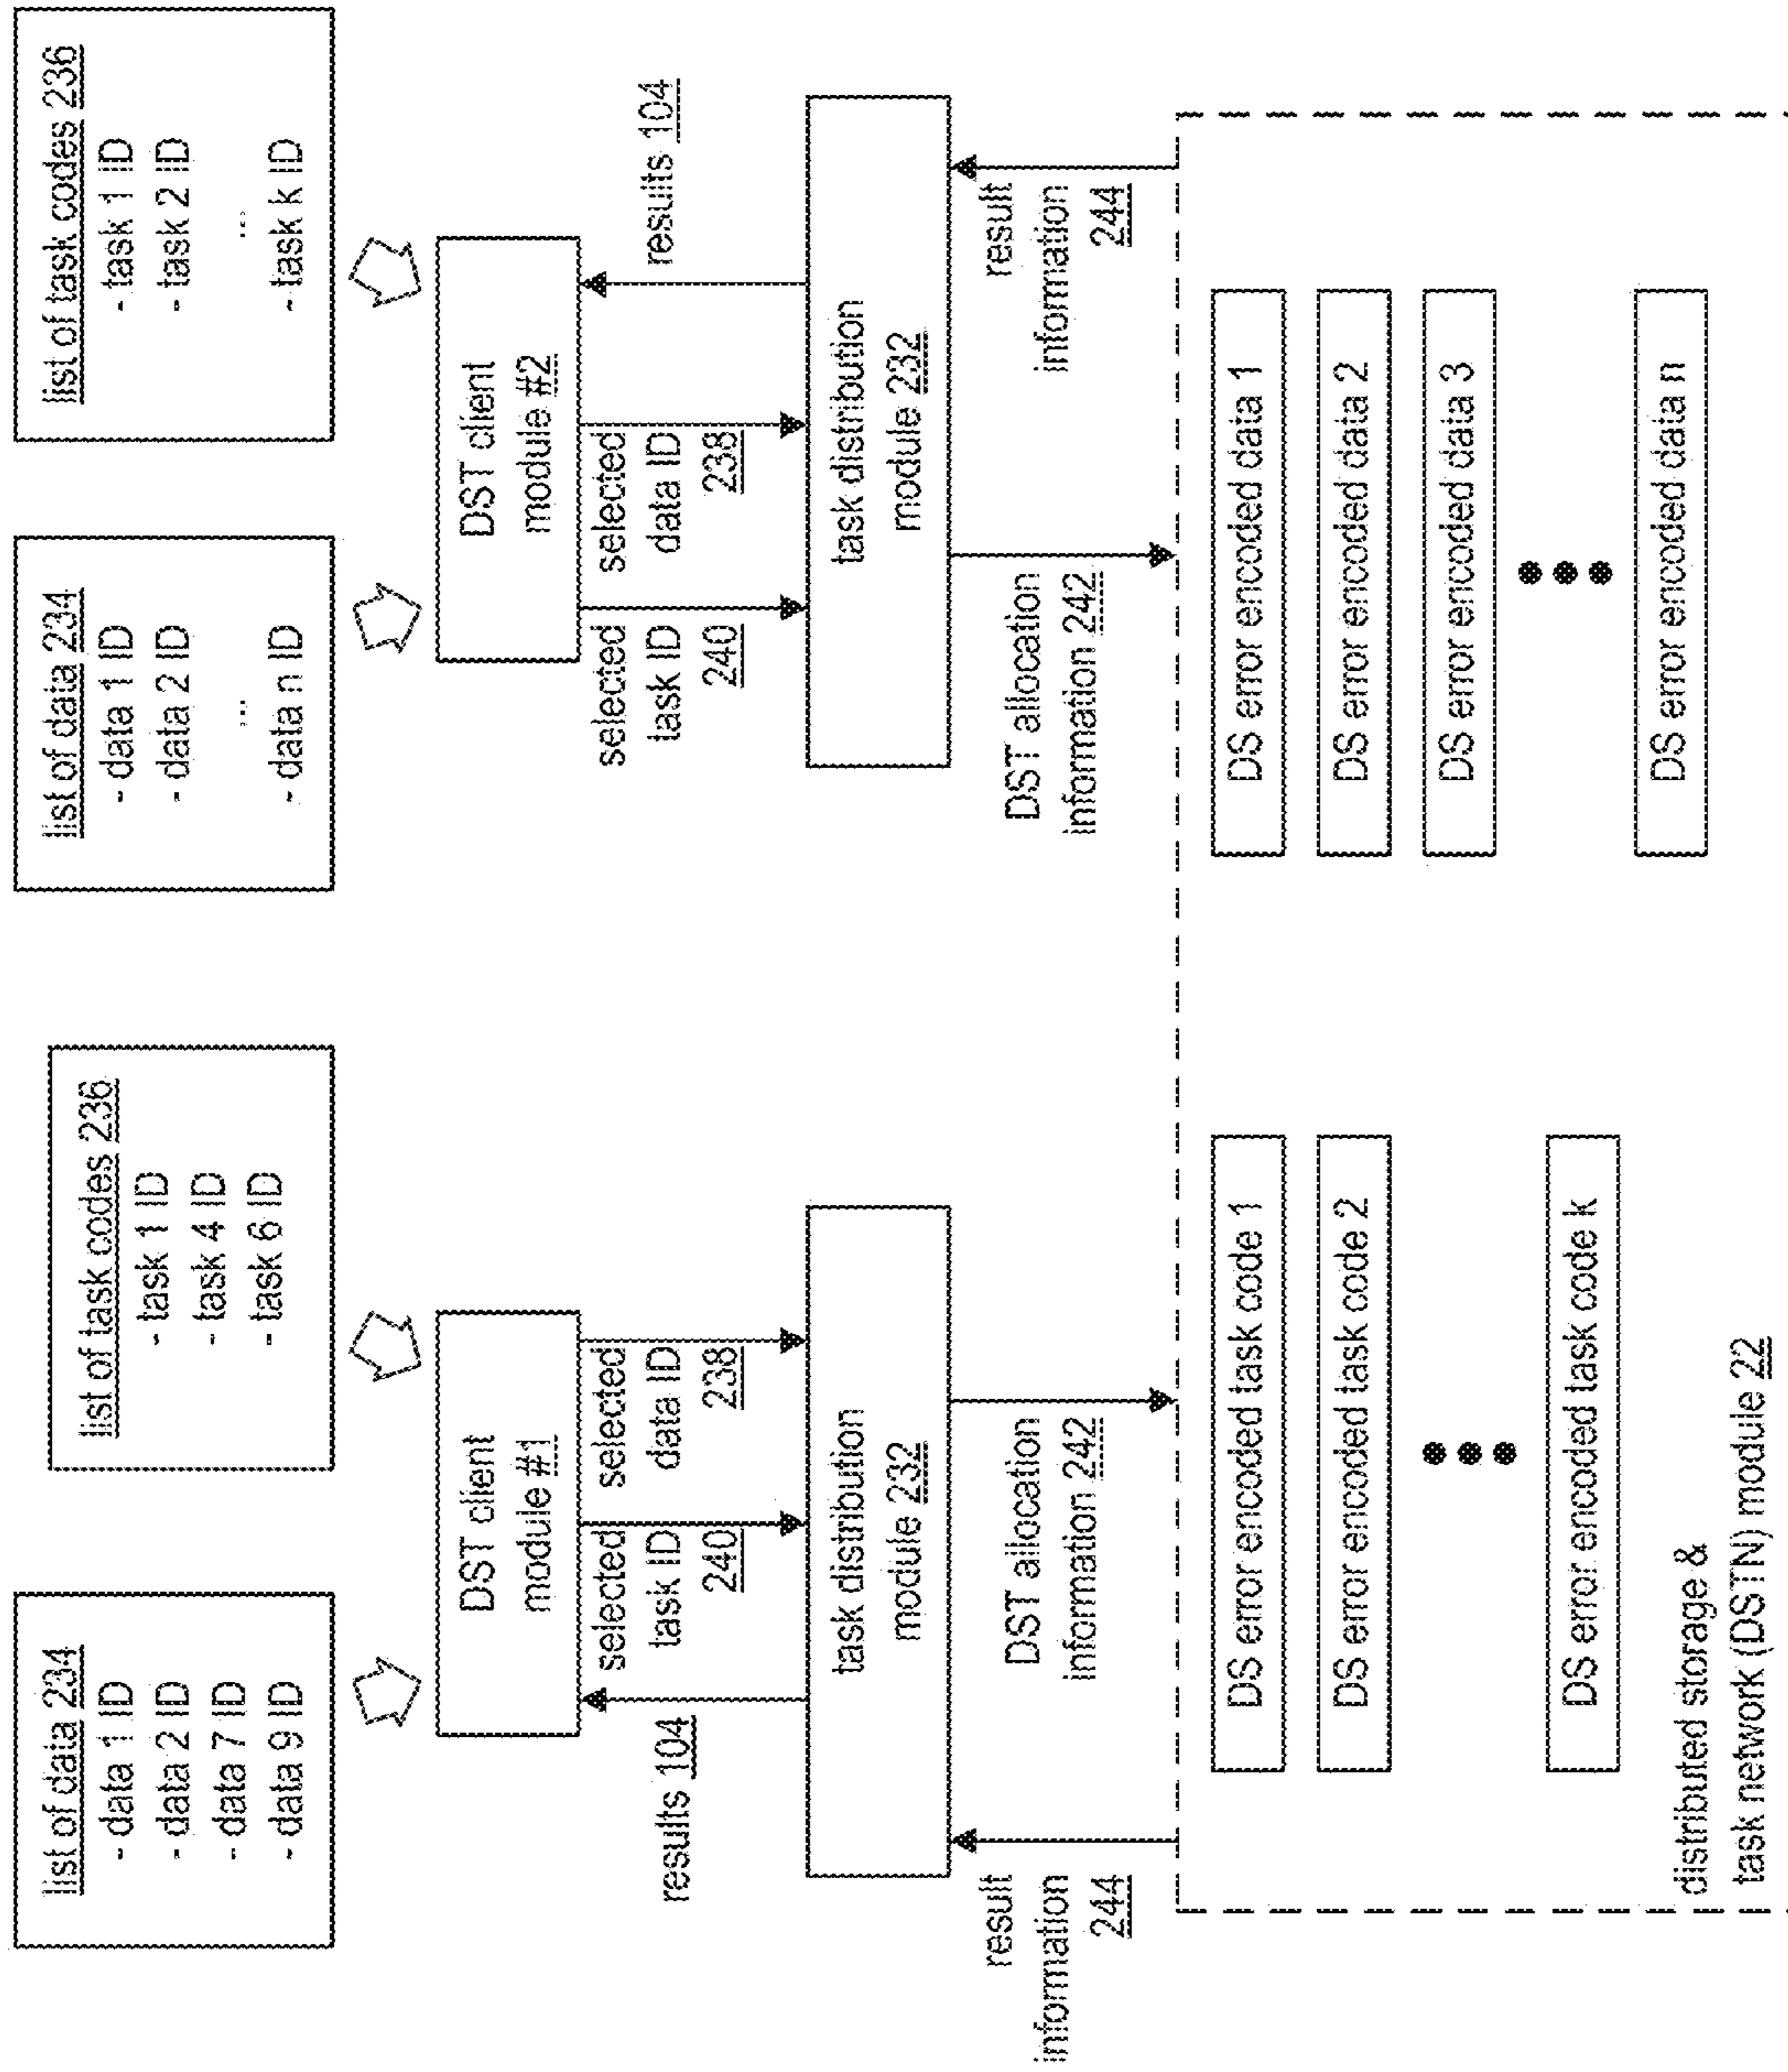 list of data 234
- data 1 ID
- data 2 ID
- data 7 ID
- data 9 ID
list of task codes 236
- task 1 ID
- task 4 ID
- task 6 ID
list of data 234
- data 1 ID
- data 2 ID
...
- data n ID
list of task codes 236
- task 1 ID
- task 2 ID
...
- task k ID
DST client
module #1
DST client
module #2
results 104
selected
task ID
240
selected
data ID
238
selected
task ID
240
selected
data ID
238
results 104
task distribution
module 232
task distribution
module 232
result
information
244
DST allocation
information 242
DST allocation
information 242
result
information
244
DS error encoded task code 1
DS error encoded task code 2
DS error encoded task code k
DS error encoded data 1
DS error encoded data 2
DS error encoded data 3
DS error encoded data n
distributed storage &
task network (DSTN) module 22